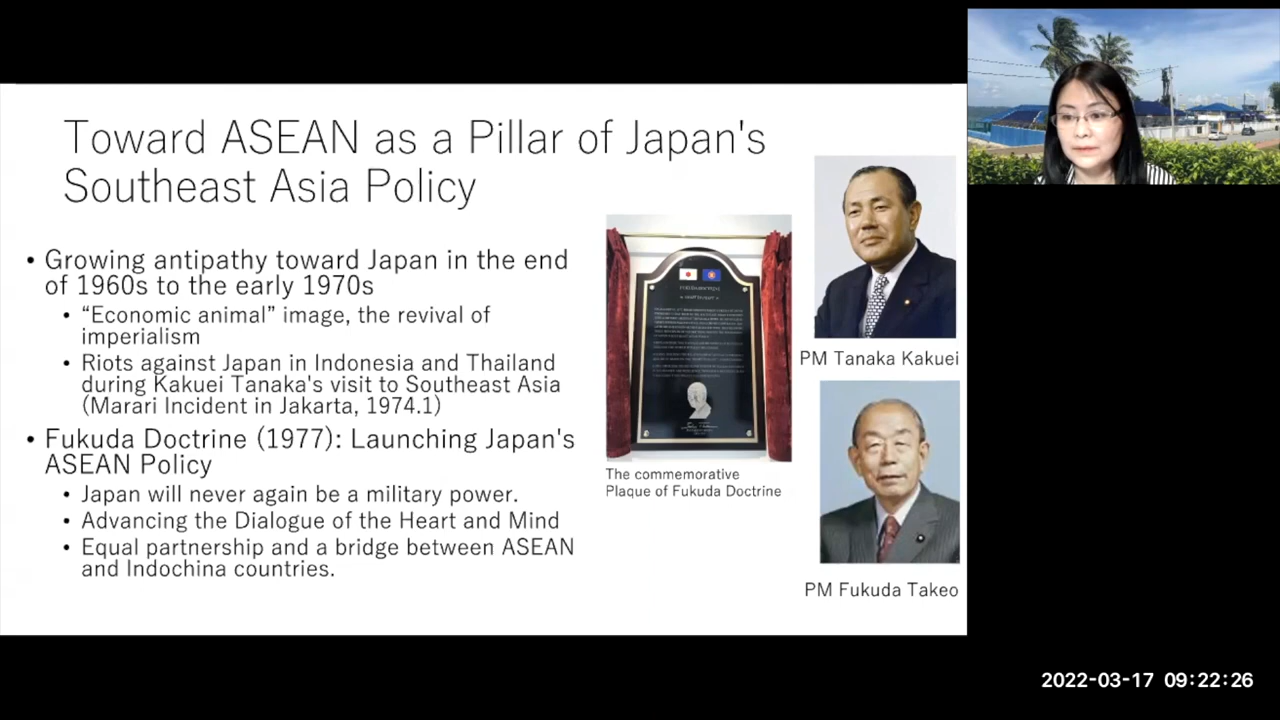 Toward ASEAN as a Pillar of Japan's
Southeast Asia Policy
• Growing antipathy toward Japan in the end
of 1960s to the early 1970s
• “Economic animal” image, the revival of
imperialism
• Riots against Japan in Indonesia and Thailand
during Kakuei Tanaka's visit to Southeast Asia
(Marari Incident in Jakarta, 1974.1)
• Fukuda Doctrine (1977): Launching Japan's
ASEAN Policy
• Japan will never again be a military power.
• Advancing the Dialogue of the Heart and Mind
• Equal partnership and a bridge between ASEAN
and Indochina countries.
The commemorative
Plaque of Fukuda Doctrine
PM Tanaka Kakuei
PM Fukuda Takeo
2022-03-17 09:22:26